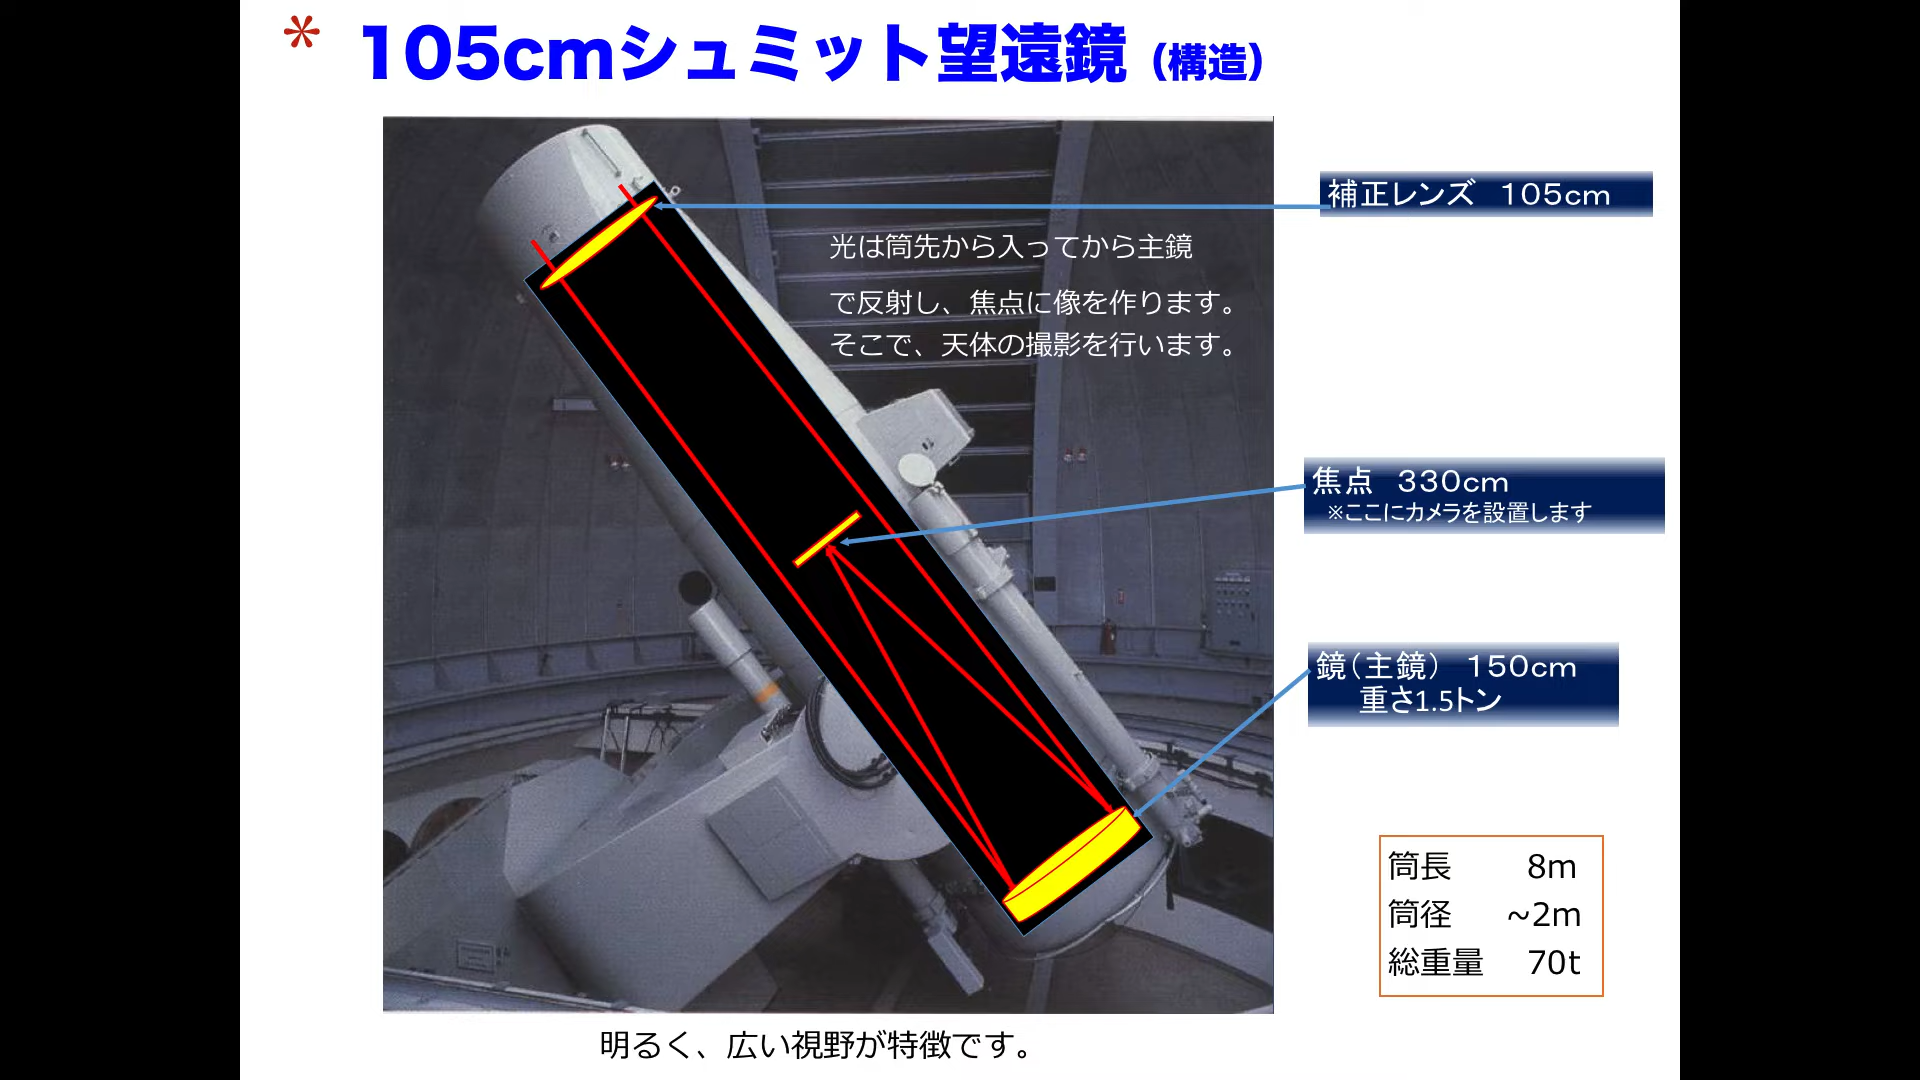 * 105cmシュミット望遠鏡（構造）
補正レンズ　105cm
光は筒先から入ってから主鏡
で反射し、焦点に像を作ります。
そこで、天体の撮影を行います。
焦点　330cm
※ここにカメラを設置します
鏡（主鏡）　150cm
重さ1.5トン
筒長　8m
筒径　~2m
総重量　70t
明るく、広い視野が特徴です。